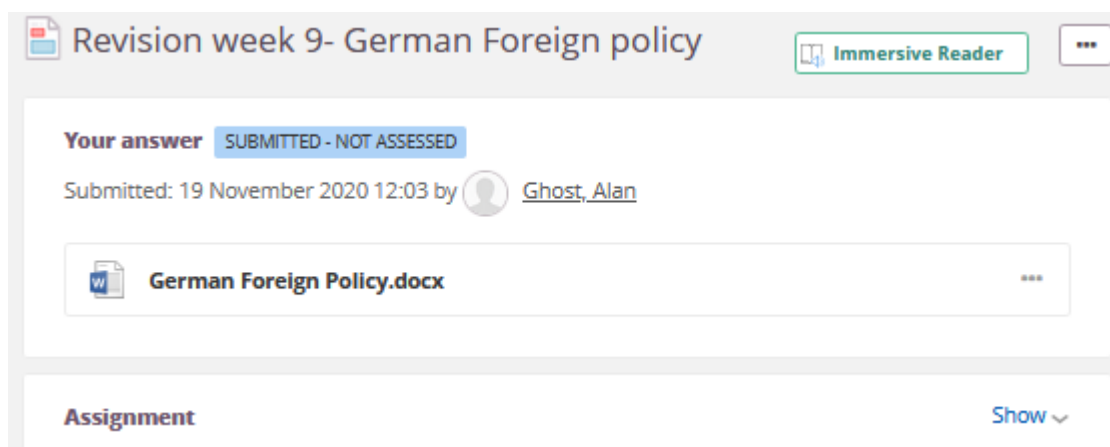 Revision week 9- German Foreign policy
Immersive Reader
Your answer SUBMITTED - NOT ASSESSED
Submitted: 19 November 2020 12:03 by Ghost, Alan
German Foreign Policy.docx
Assignment
Show